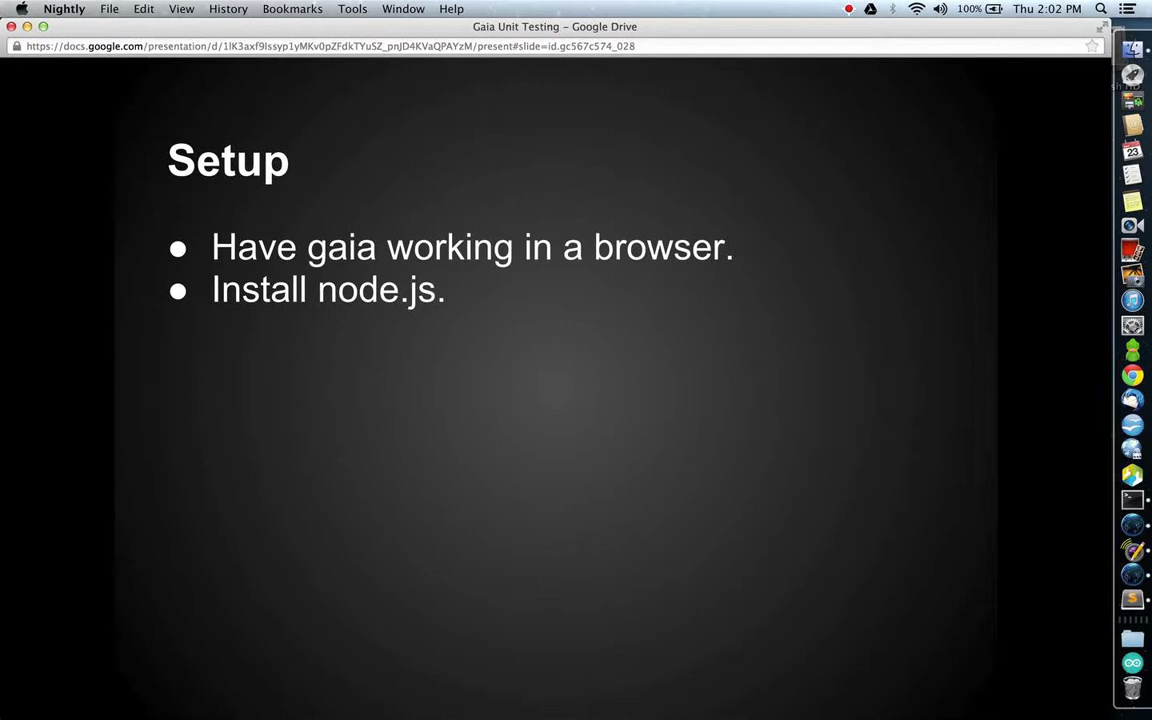 Nightly File Edit View History Bookmarks Tools Window Help 100% Thu 2:02 PM
Gaia Unit Testing – Google Drive
https://docs.google.com/presentation/d/1lK3axf9Issyp1yMKv0pZFdkTYuSZ_pnJD4KVaQPAYzM/present#slide=id.gc567c574_028
Setup
● Have gaia working in a browser.
● Install node.js.
23